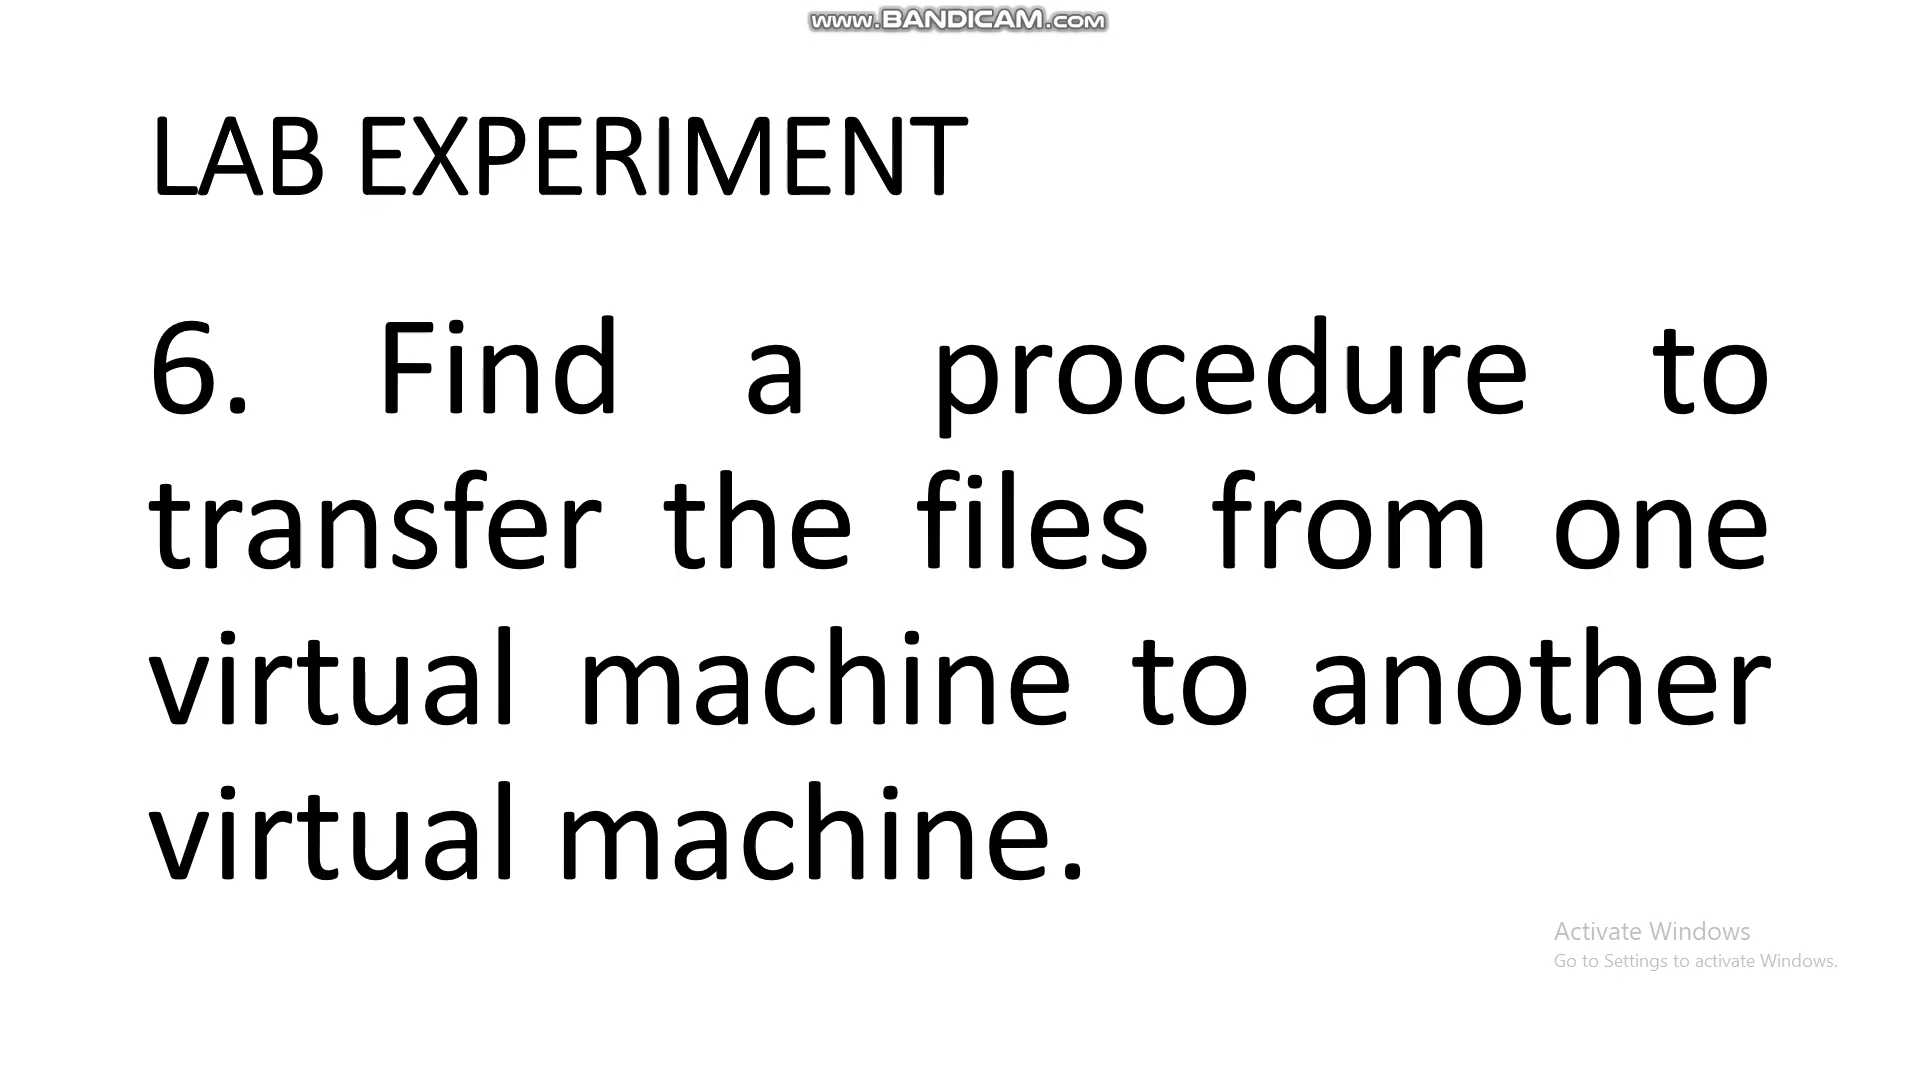 www.BANDICAM.com
LAB EXPERIMENT
6. Find a procedure to
transfer the files from one
virtual machine to another
virtual machine.
Activate Windows
Go to Settings to activate Windows.